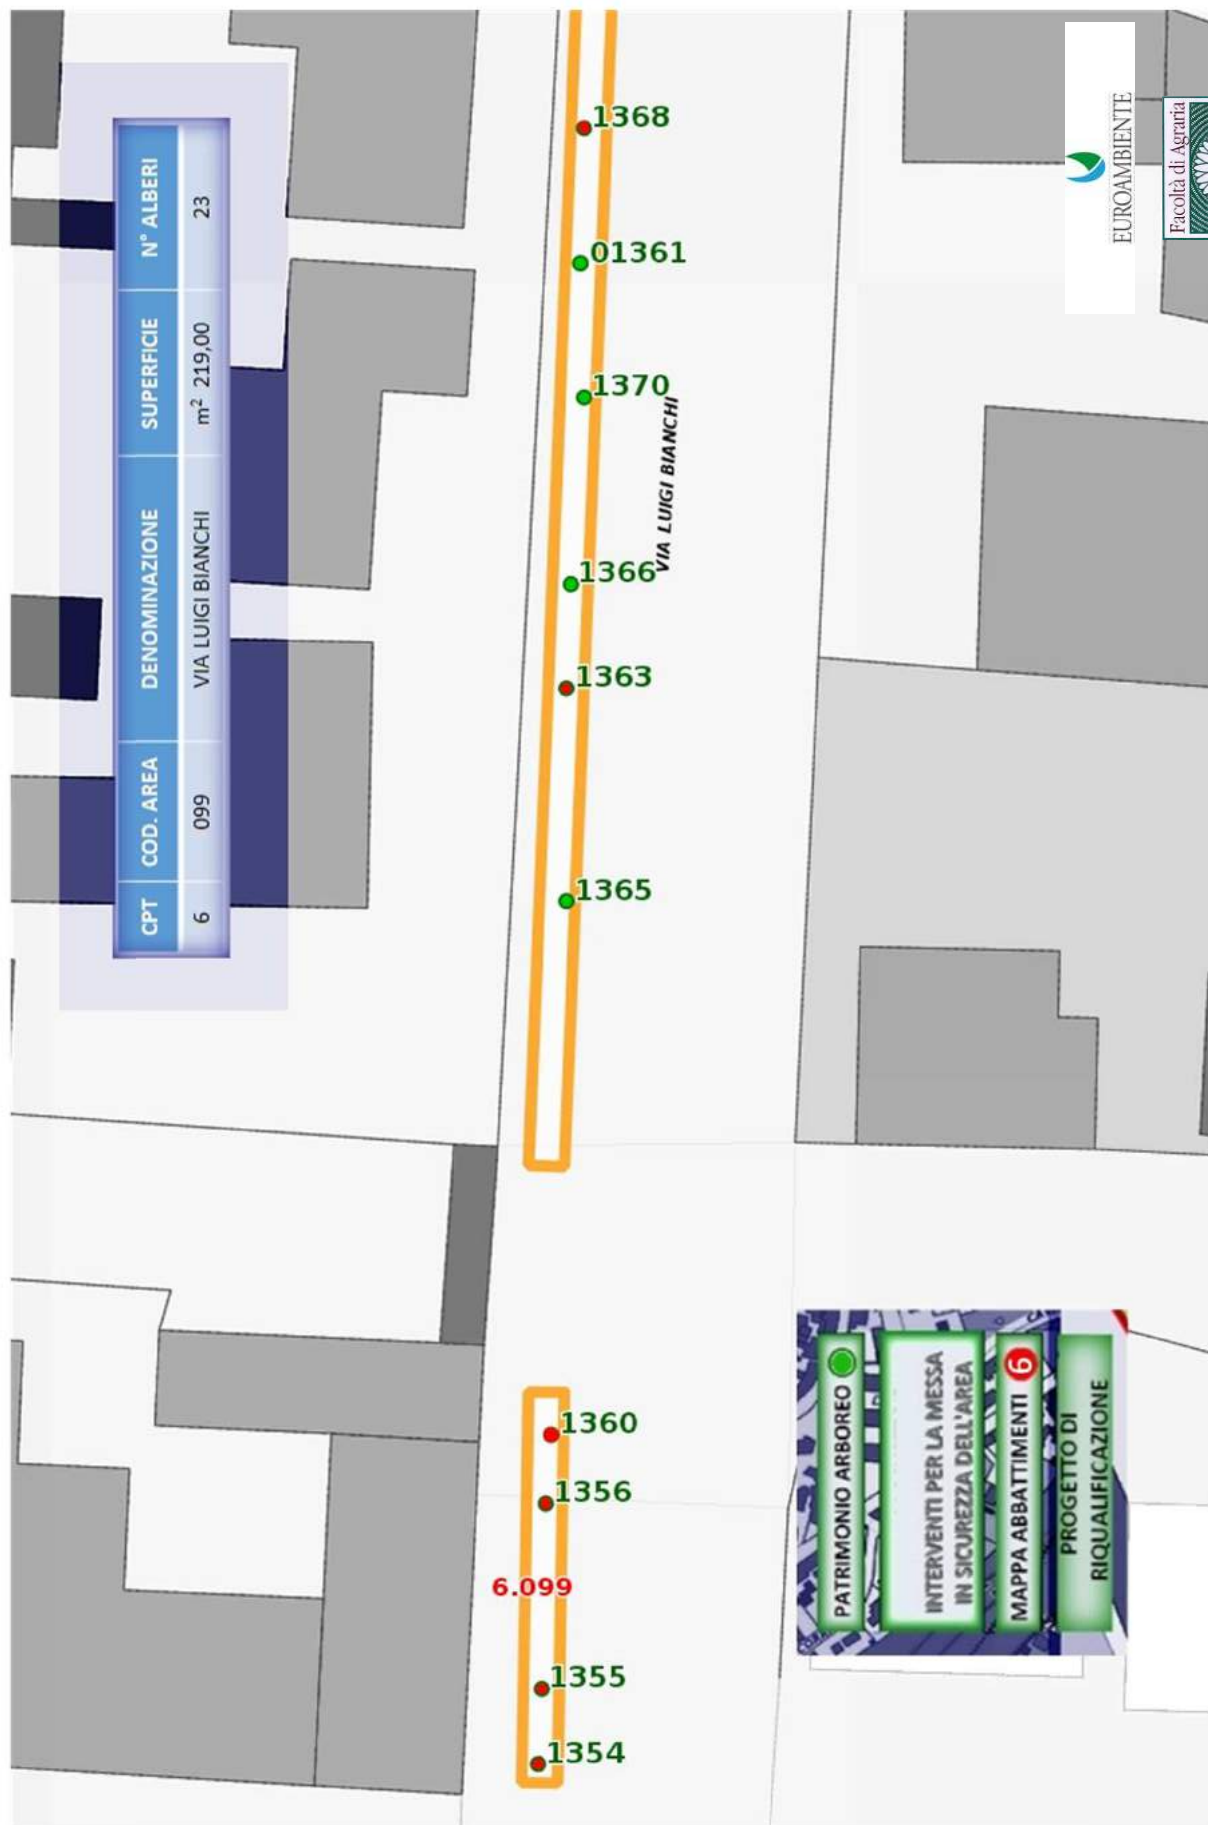 CPT COD. AREA DENOMINAZIONE SUPERFICIE N° ALBERI
6 099 VIA LUIGI BIANCHI m² 219,00 23
1368
01361
1370
VIA LUIGI BIANCHI
1366
1363
1365
1360
1356
6.099
1355
1354
EUROAMBIENTE
Facoltà di Agraria
PATRIMONIO ARBOREO
INTERVENTI PER LA MESSA
IN SICUREZZA DELL'AREA
MAPPA ABBATTIMENTI 6
PROGETTO DI
RIQUALIFICAZIONE